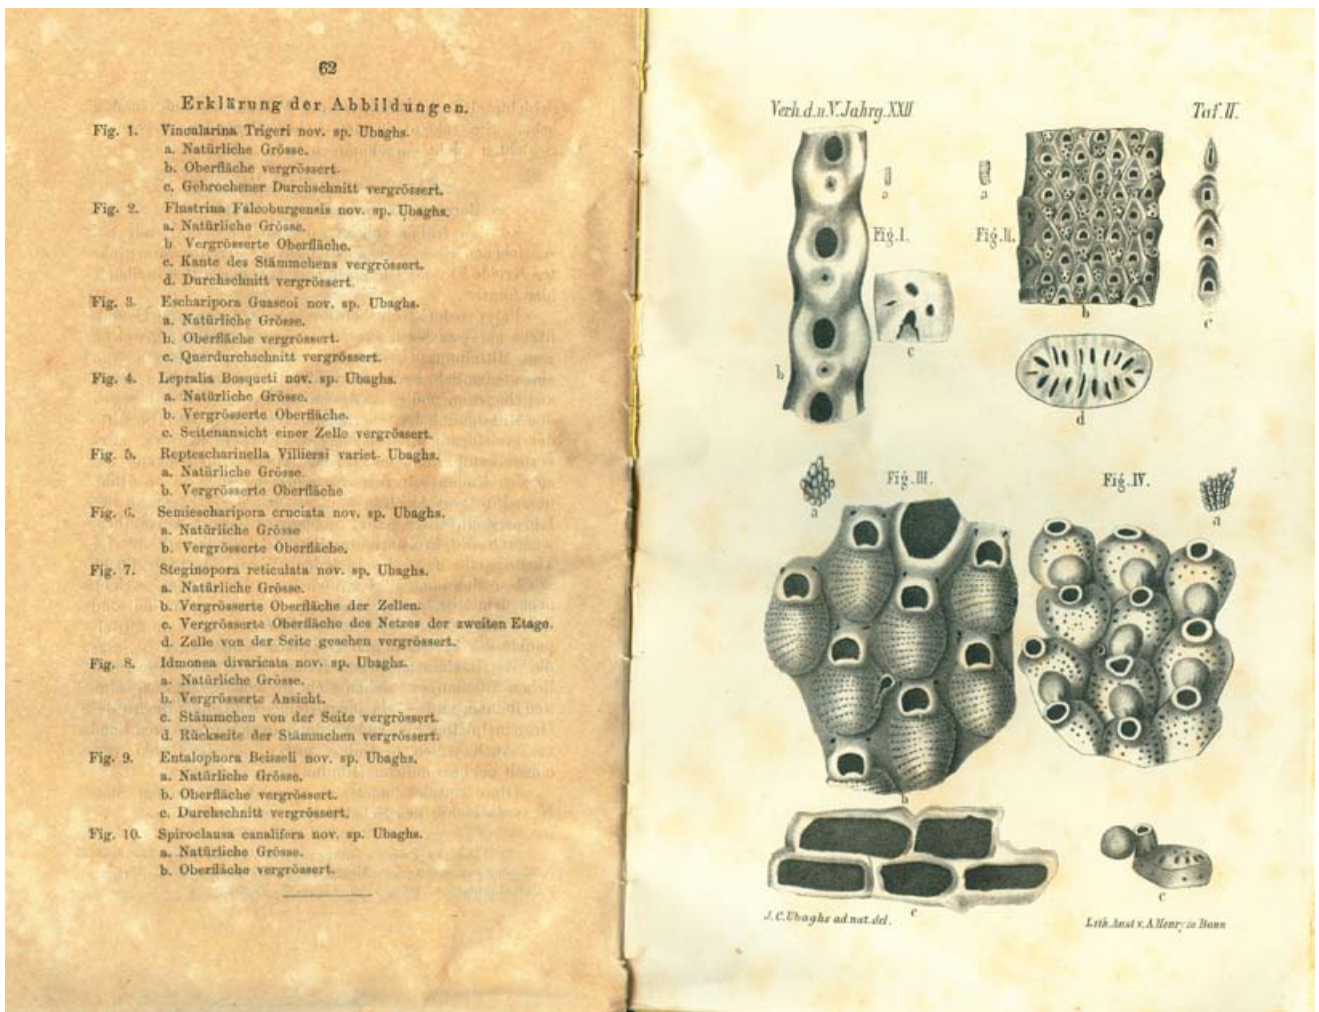 62
Erklärung der Abbildungen.
Fig. 1. Vincularina Trigeri nov. sp. Ubaghs.
a. Natürliche Grösse.
b. Oberfläche vergrössert.
c. Gebrochener Durchschnitt vergrössert.
Fig. 2. Flustrina Falcoburgensis nov. sp. Ubaghs.
a. Natürliche Grösse.
b Vergrösserte Oberfläche.
c. Kante des Stämmchens vergrössert.
d. Durchschnitt vergrössert.
Fig. 3. Escharipora Guascoi nov. sp. Ubaghs.
a. Natürliche Grösse.
b. Oberfläche vergrössert.
c. Querdurchschnitt vergrössert.
Fig. 4. Lepralia Bosqueti nov. sp. Ubaghs.
a. Natürliche Grösse.
b. Vergrösserte Oberfläche.
c. Seitenansicht einer Zelle vergrössert.
Fig. 5. Reptescharinella Villiersi variet. Ubaghs.
a. Natürliche Grösse.
b. Vergrösserte Oberfläche
Fig. 6. Semiescharipora cruciata nov. sp. Ubaghs.
a. Natürliche Grösse
b. Vergrösserte Oberfläche.
Fig. 7. Steginopora reticulata nov. sp. Ubaghs.
a. Natürliche Grösse.
b. Vergrösserte Oberfläche der Zellen.
c. Vergrösserte Oberfläche des Netzes der zweiten Etage.
d. Zelle von der Seite gesehen vergrössert.
Fig. 8. Idmonea divaricata nov. sp. Ubaghs.
a. Natürliche Grösse.
b. Vergrösserte Ansicht.
c. Stämmchen von der Seite vergrössert.
d. Rückseite der Stämmchen vergrössert.
Fig. 9. Entalophora Beisseli nov. sp. Ubaghs.
a. Natürliche Grösse.
b. Oberfläche vergrössert.
c. Durchschnitt vergrössert.
Fig. 10. Spiroclausa canalifera nov. sp. Ubaghs.
a. Natürliche Grösse.
b. Oberfläche vergrössert.
Verh. d. n. V. Jahrg. XXII
Taf. II.
a
a
Fig. I.
Fig. II.
b
c
c
b
d
Fig. III.
Fig. IV.
a
a
b
c
c
J. C. Ubaghs ad. nat. del.
Lith. Anst v. A. Henry in Bonn